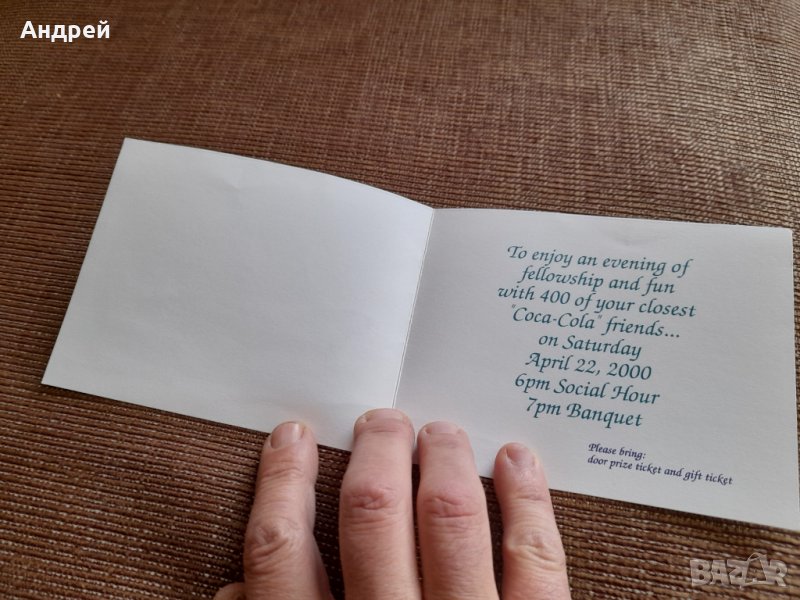 Андрей
To enjoy an evening of
fellowship and fun
with 400 of your closest
"Coca-Cola" friends...
on Saturday
April 22, 2000
6pm Social Hour
7pm Banquet
Please bring:
door prize ticket and gift ticket
BAZAR